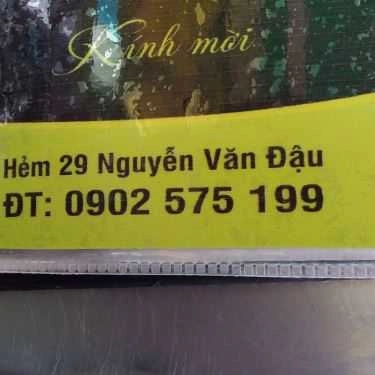 Kính mời
Hẻm 29 Nguyễn Văn Đậu
ĐT: 0902 575 199